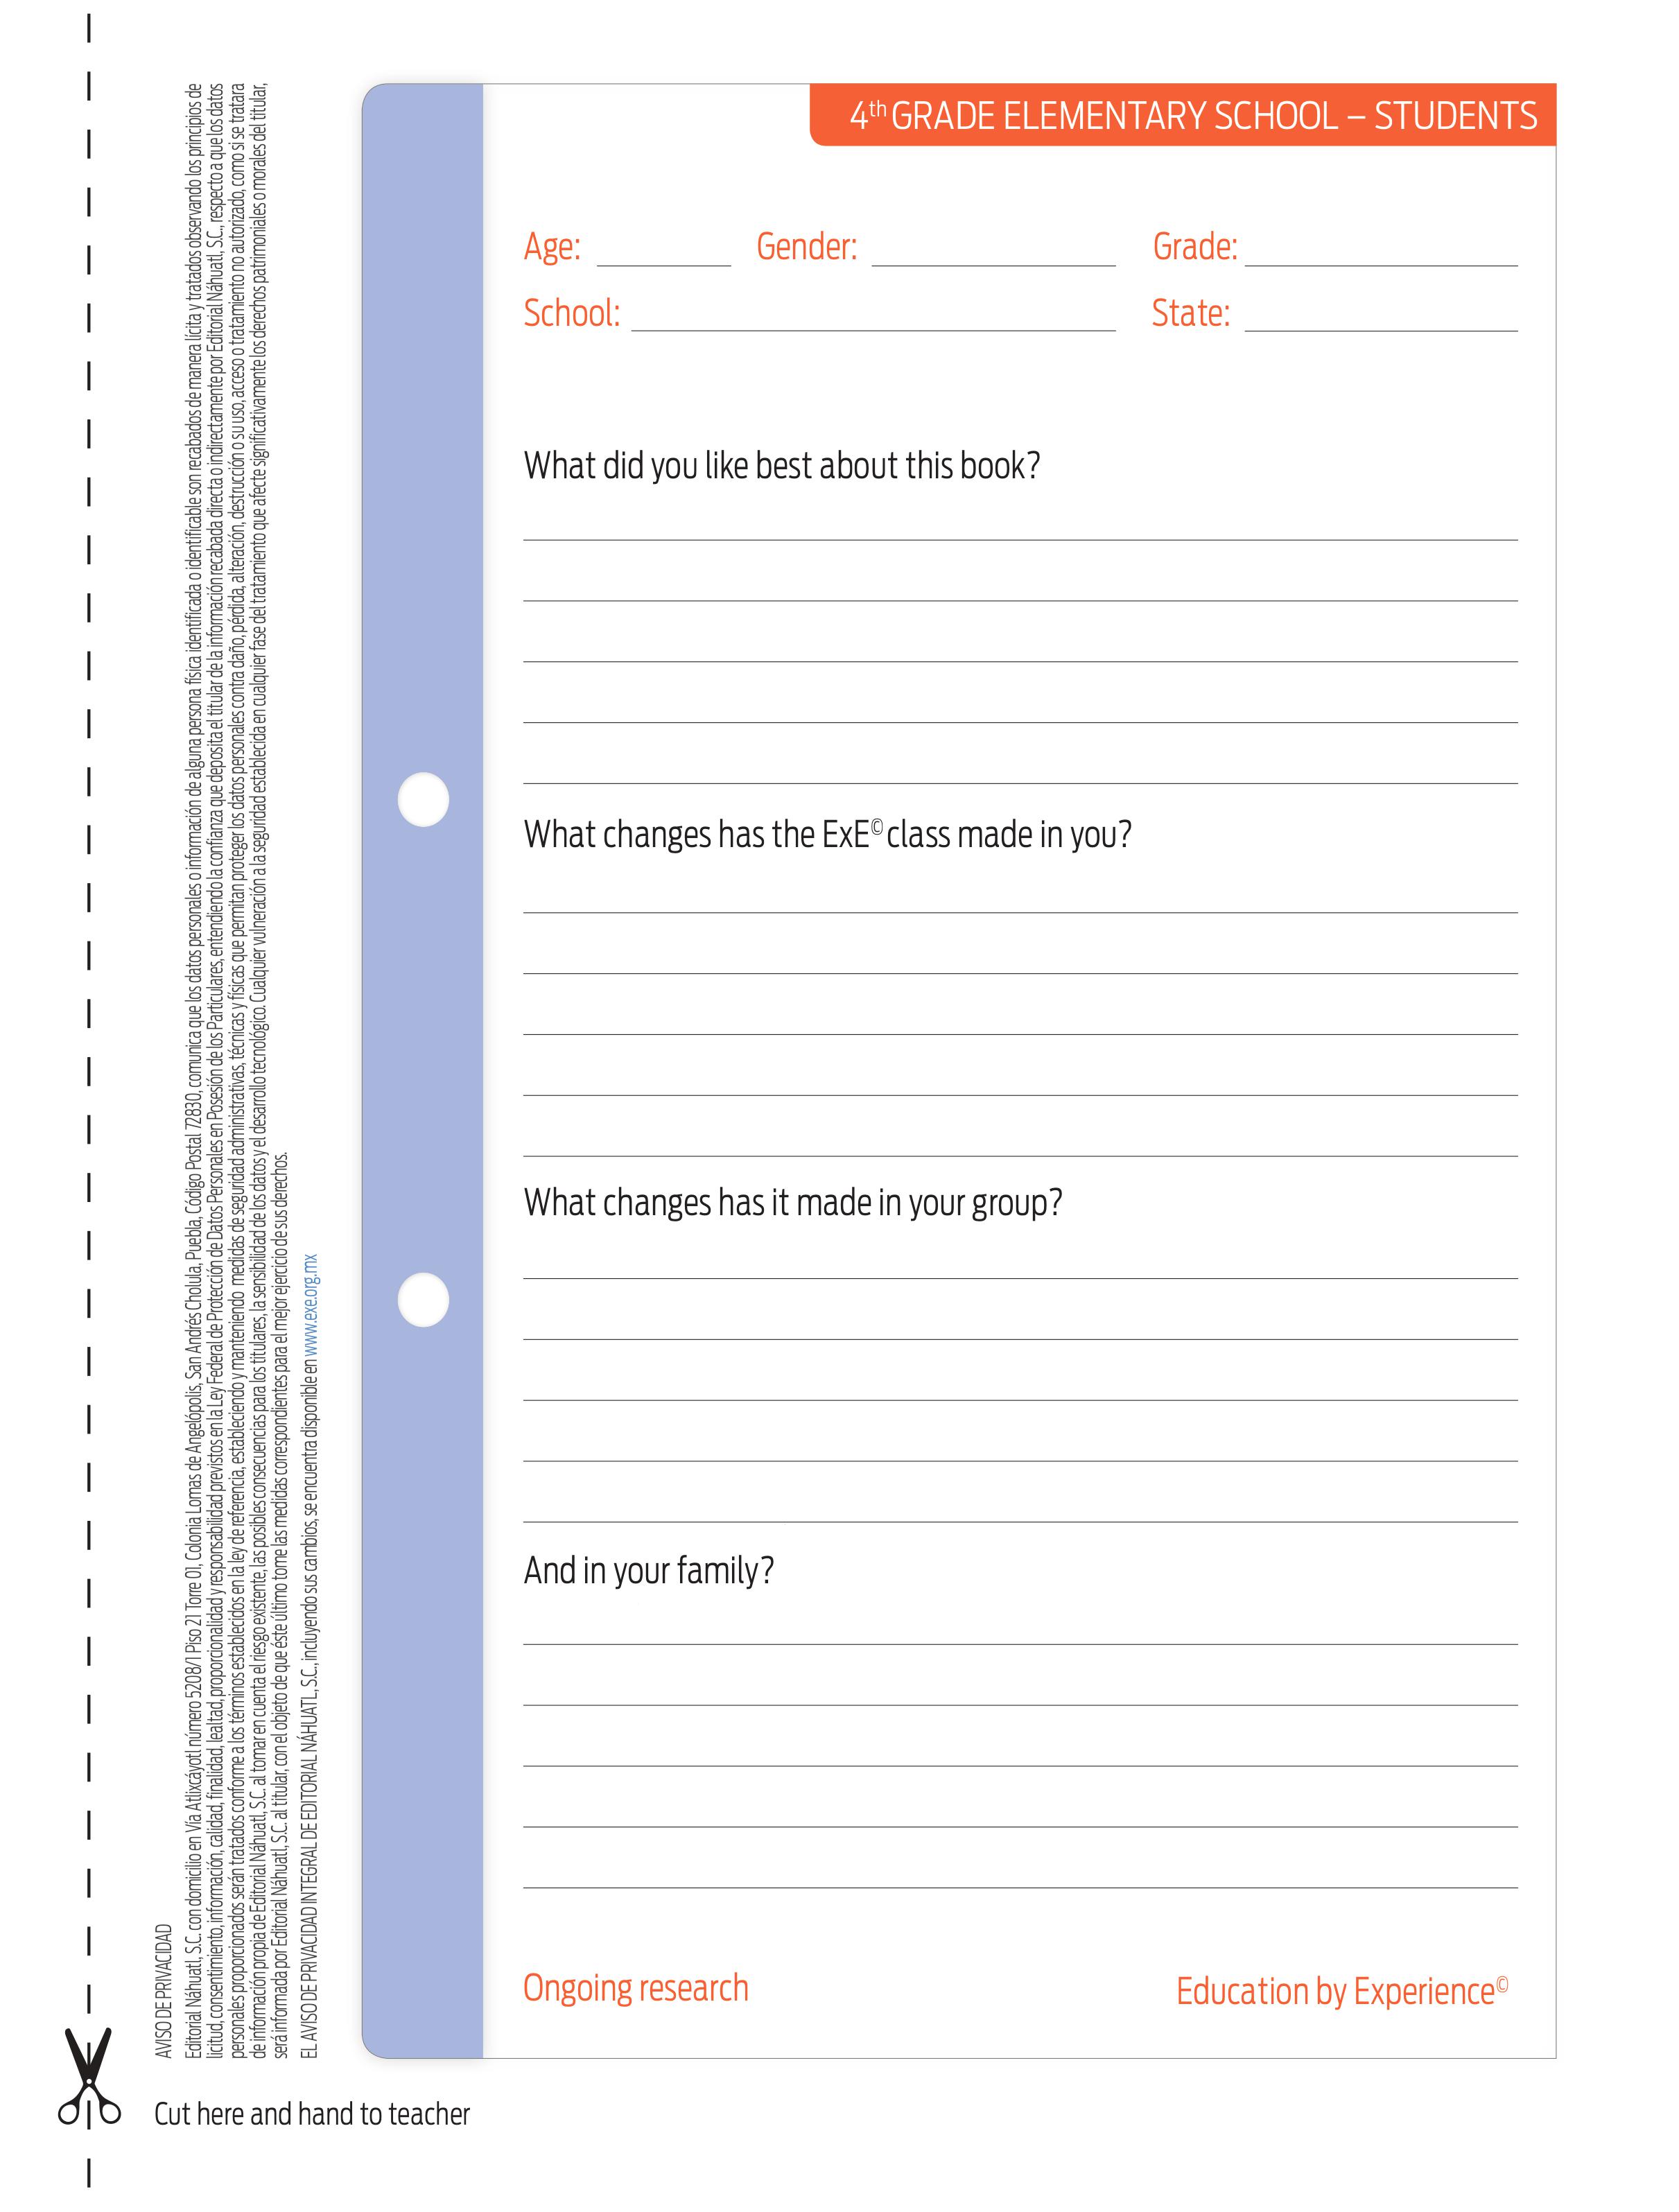 4th GRADE ELEMENTARY SCHOOL – STUDENTS
Age: Gender: Grade:
School: State:
What did you like best about this book?
What changes has the ExE© class made in you?
What changes has it made in your group?
And in your family?
Ongoing research Education by Experience©
AVISO DE PRIVACIDAD
Editorial Náhuatl, S.C. con domicilio en Vía Atlixcáyotl número 5208/1 Piso 21 Torre 01, Colonia Lomas de Angelópolis, San Andrés Cholula, Puebla, Código Postal 72830, comunica que los datos personales o información de alguna persona física identificada o identificable son recabados de manera lícita y tratados observando los principios de
licitud, consentimiento, información, calidad, finalidad, lealtad, proporcionalidad y responsabilidad previstos en la Ley Federal de Protección de Datos Personales en Posesión de los Particulares, entendiendo la confianza que deposita el titular de la información recabada directa o indirectamente por Editorial Náhuatl, S.C., respecto a que los datos
personales proporcionados serán tratados conforme a los términos establecidos en la ley de referencia, estableciendo y manteniendo medidas de seguridad administrativas, técnicas y físicas que permitan proteger los datos personales contra daño, pérdida, alteración, destrucción o su uso, acceso o tratamiento no autorizado, como si se tratara
de información propia de Editorial Náhuatl, S.C. al tomar en cuenta el riesgo existente, las posibles consecuencias para los titulares, la sensibilidad de los datos y el desarrollo tecnológico. Cualquier vulneración a la seguridad establecida en cualquier fase del tratamiento que afecte significativamente los derechos patrimoniales o morales del titular,
será informada por Editorial Náhuatl, S.C. al titular, con el objeto de que éste último tome las medidas correspondientes para el mejor ejercicio de sus derechos.
EL AVISO DE PRIVACIDAD INTEGRAL DE EDITORIAL NÁHUATL, S.C., incluyendo sus cambios, se encuentra disponible en www.exe.org.mx
Cut here and hand to teacher